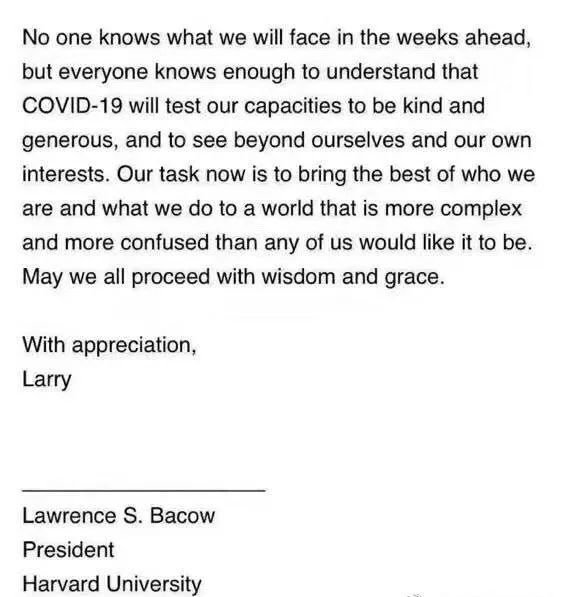 No one knows what we will face in the weeks ahead,
but everyone knows enough to understand that
COVID-19 will test our capacities to be kind and
generous, and to see beyond ourselves and our own
interests. Our task now is to bring the best of who we
are and what we do to a world that is more complex
and more confused than any of us would like it to be.
May we all proceed with wisdom and grace.
With appreciation,
Larry
Lawrence S. Bacow
President
Harvard University